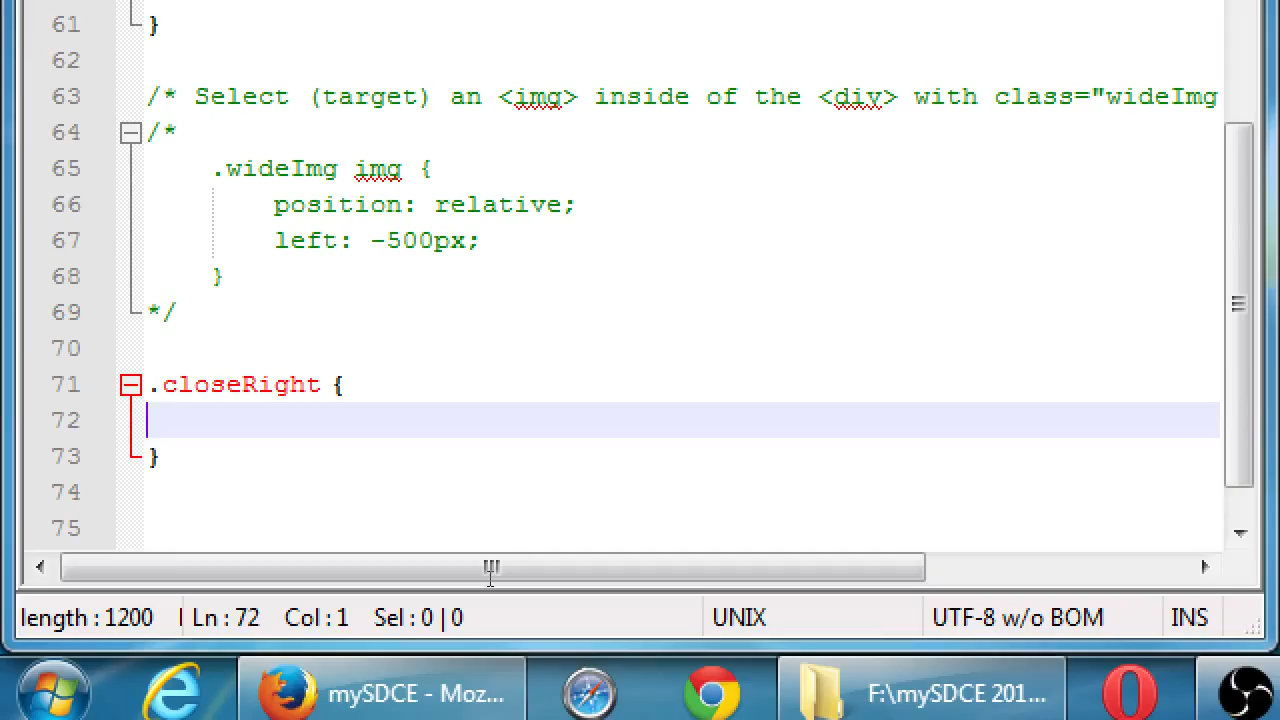 61 }
62
63 /* Select (target) an <img> inside of the <div> with class="wideImg
64 /*
65 .wideImg img {
66 position: relative;
67 left: -500px;
68 }
69 */
70
71 .closeRight {
72
73 }
74
75
length : 1200 Ln : 72 Col : 1 Sel : 0 | 0 UNIX UTF-8 w/o BOM INS
mySDCE - Moz... F:\mySDCE 201...